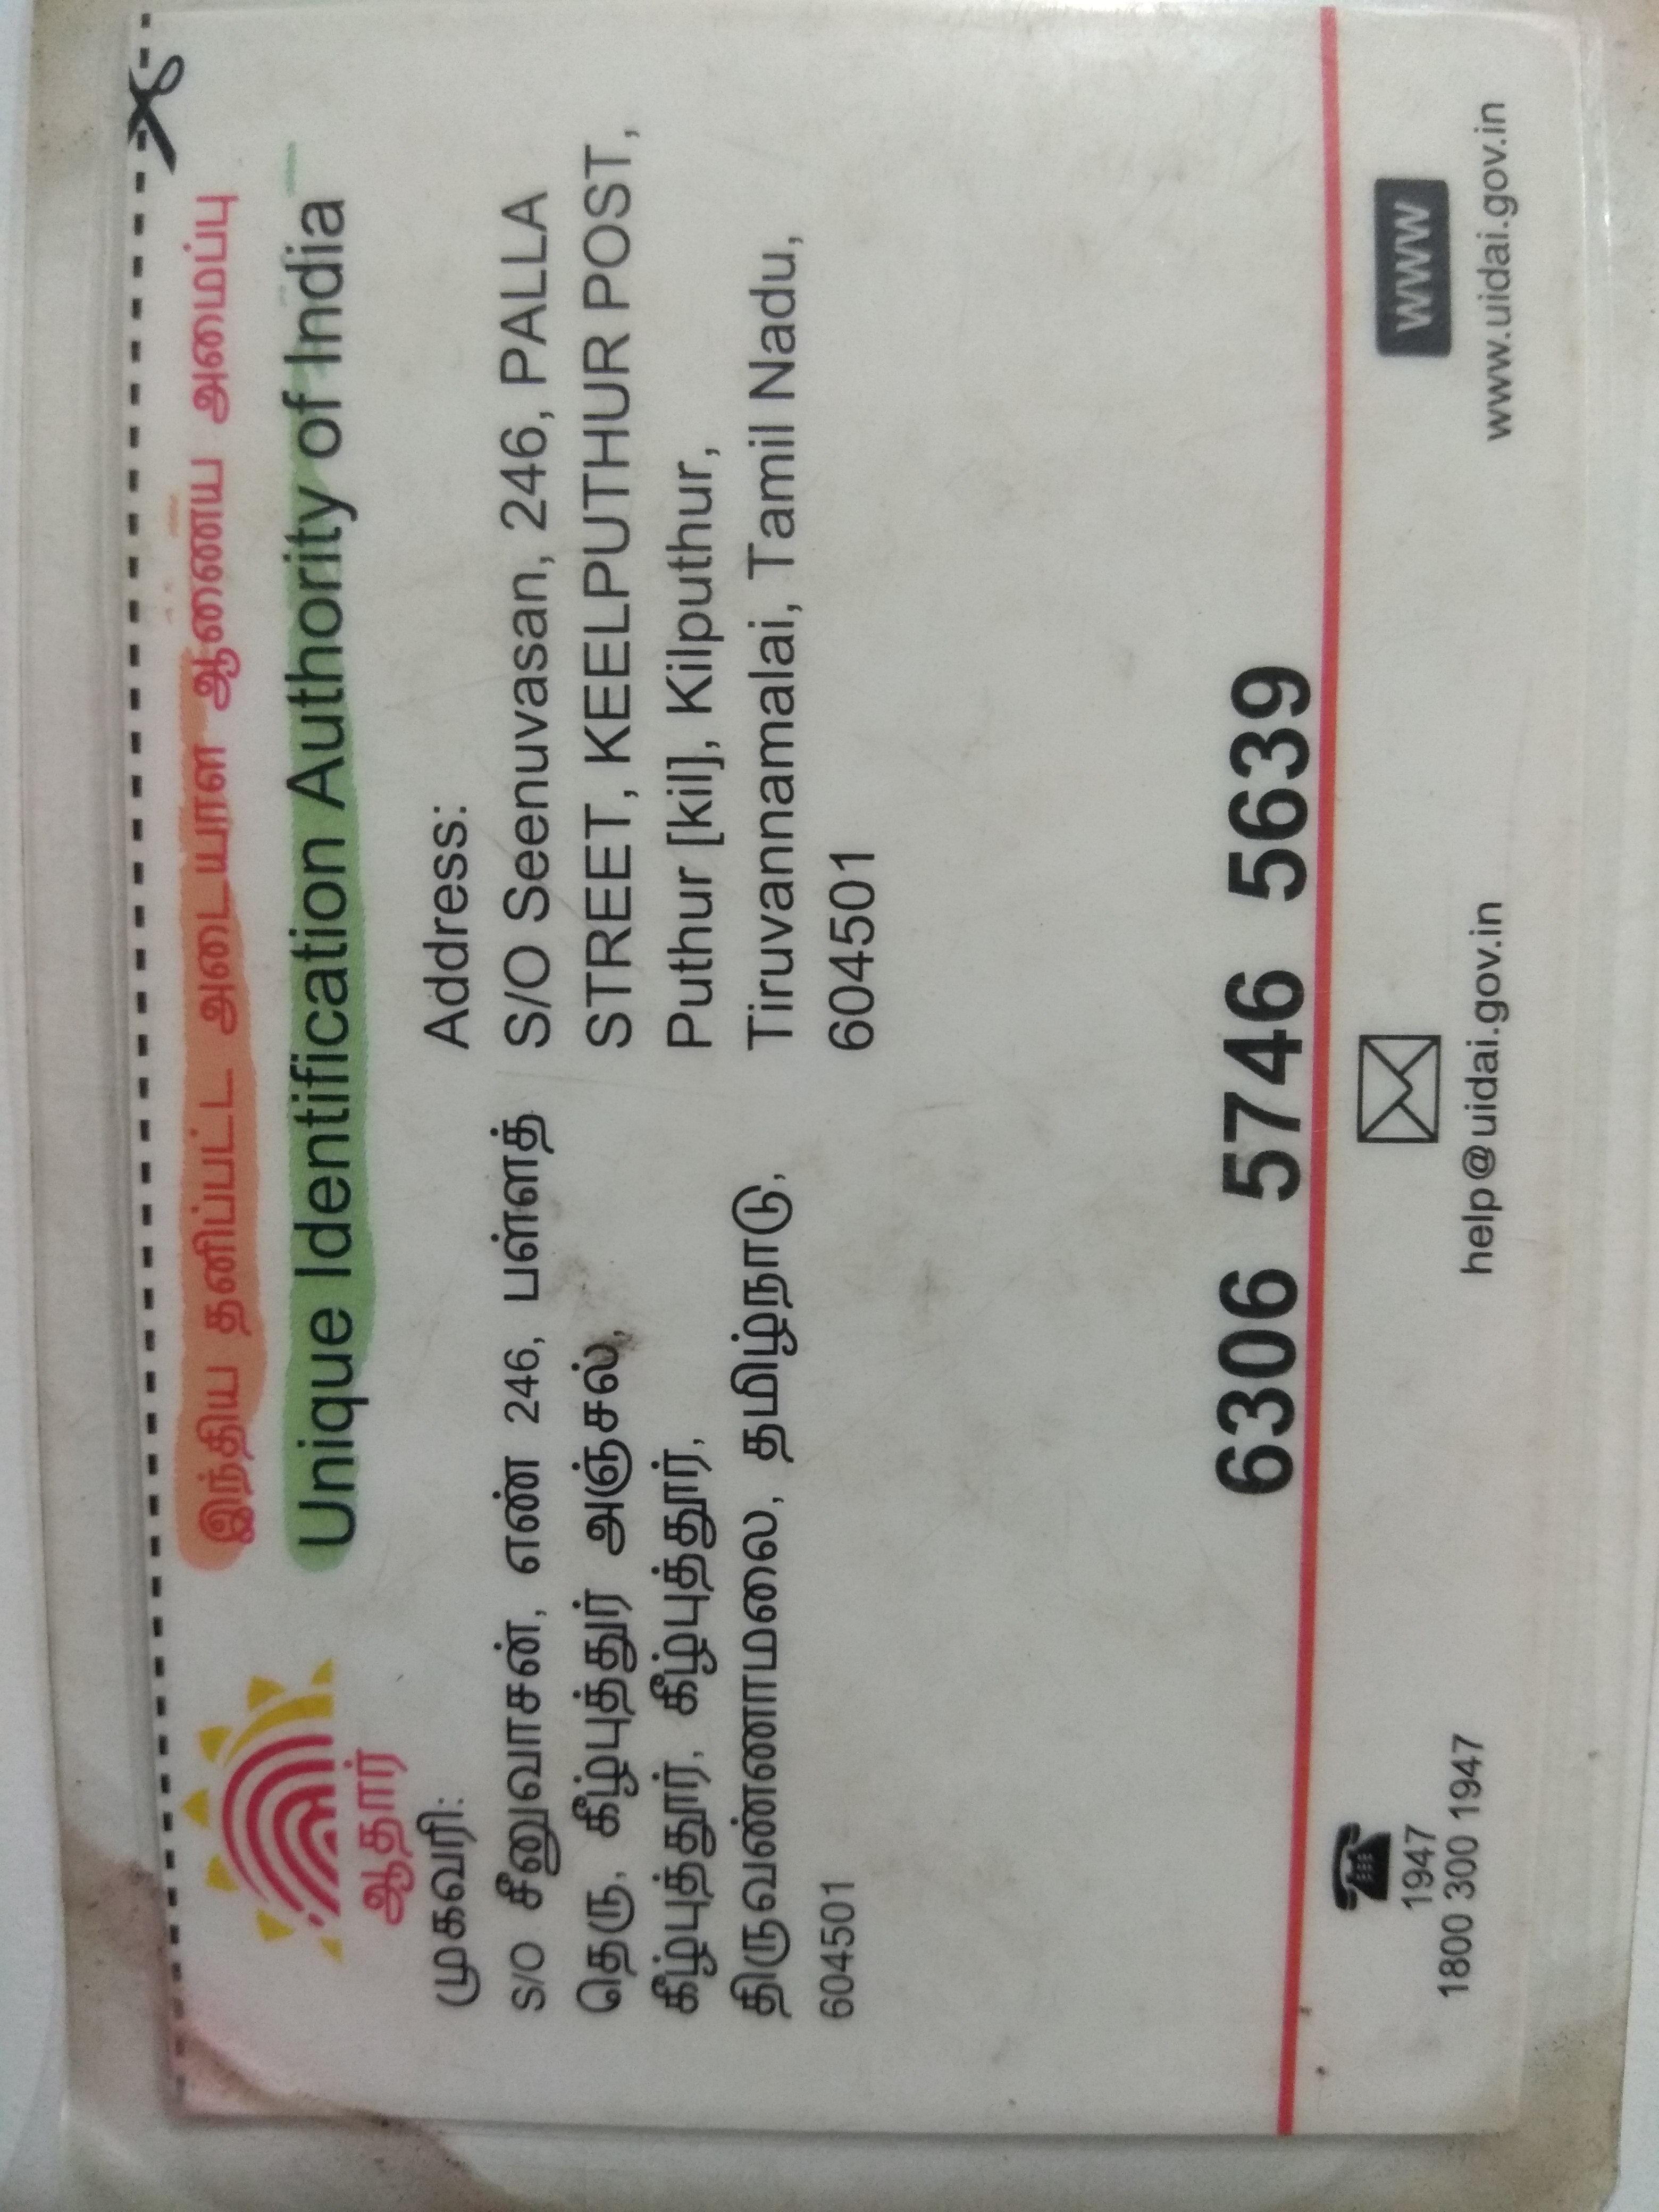 இந்திய தனிப்பட்ட அடையாள ஆணைய அமைப்பு
Unique Identification Authority of India
ஆதார்
முகவரி:
S/O சீனுவாசன், எண் 246, பள்ளத்
தெரு, கீழ்புத்தூர் அஞ்சல்,
கீழ்புத்தூர், கீழ்புத்தூர்,
திருவண்ணாமலை, தமிழ்நாடு,
604501
Address:
S/O Seenuvasan, 246, PALLA
STREET, KEELPUTHUR POST,
Puthur [kil], Kilputhur,
Tiruvannamalai, Tamil Nadu,
604501
6306 5746 5639
1947
1800 300 1947
help@uidai.gov.in
www
www.uidai.gov.in